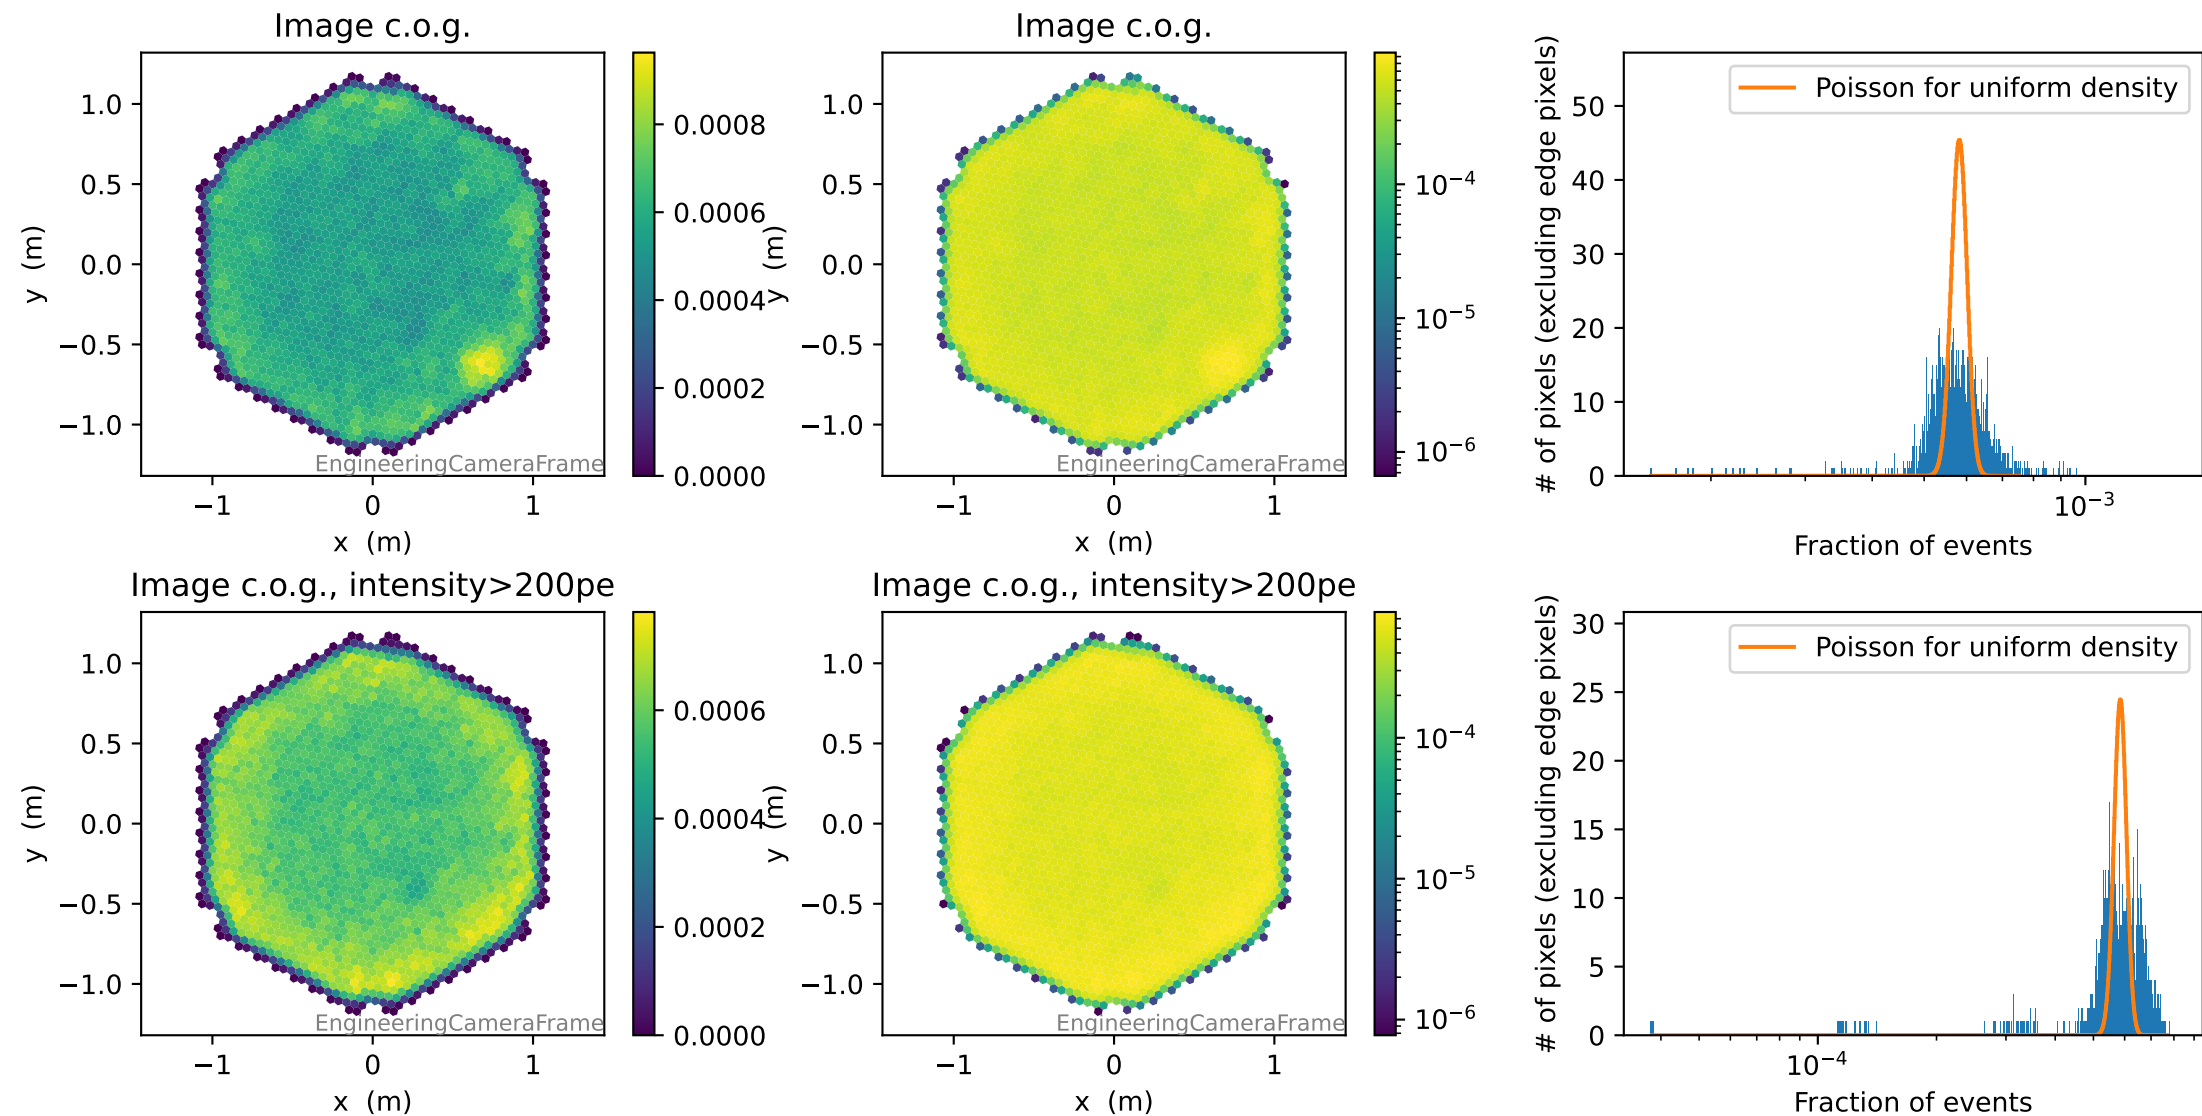 Image c.o.g.
1.0
0.5
0.0
−0.5
−1.0
y (m)
−1
0
1
x (m)
EngineeringCameraFrame
0.0008
0.0006
0.0004
0.0002
0.0000
Image c.o.g.
1.0
0.5
0.0
−0.5
−1.0
y (m)
−1
0
1
x (m)
EngineeringCameraFrame
10⁻⁴
10⁻⁵
10⁻⁶
# of pixels (excluding edge pixels)
50
40
30
20
10
0
Poisson for uniform density
10⁻³
Fraction of events
Image c.o.g., intensity>200pe
1.0
0.5
0.0
−0.5
−1.0
y (m)
−1
0
1
x (m)
EngineeringCameraFrame
0.0006
0.0004
0.0002
0.0000
Image c.o.g., intensity>200pe
1.0
0.5
0.0
−0.5
−1.0
y (m)
−1
0
1
x (m)
EngineeringCameraFrame
10⁻⁴
10⁻⁵
10⁻⁶
# of pixels (excluding edge pixels)
30
25
20
15
10
5
0
Poisson for uniform density
10⁻⁴
Fraction of events